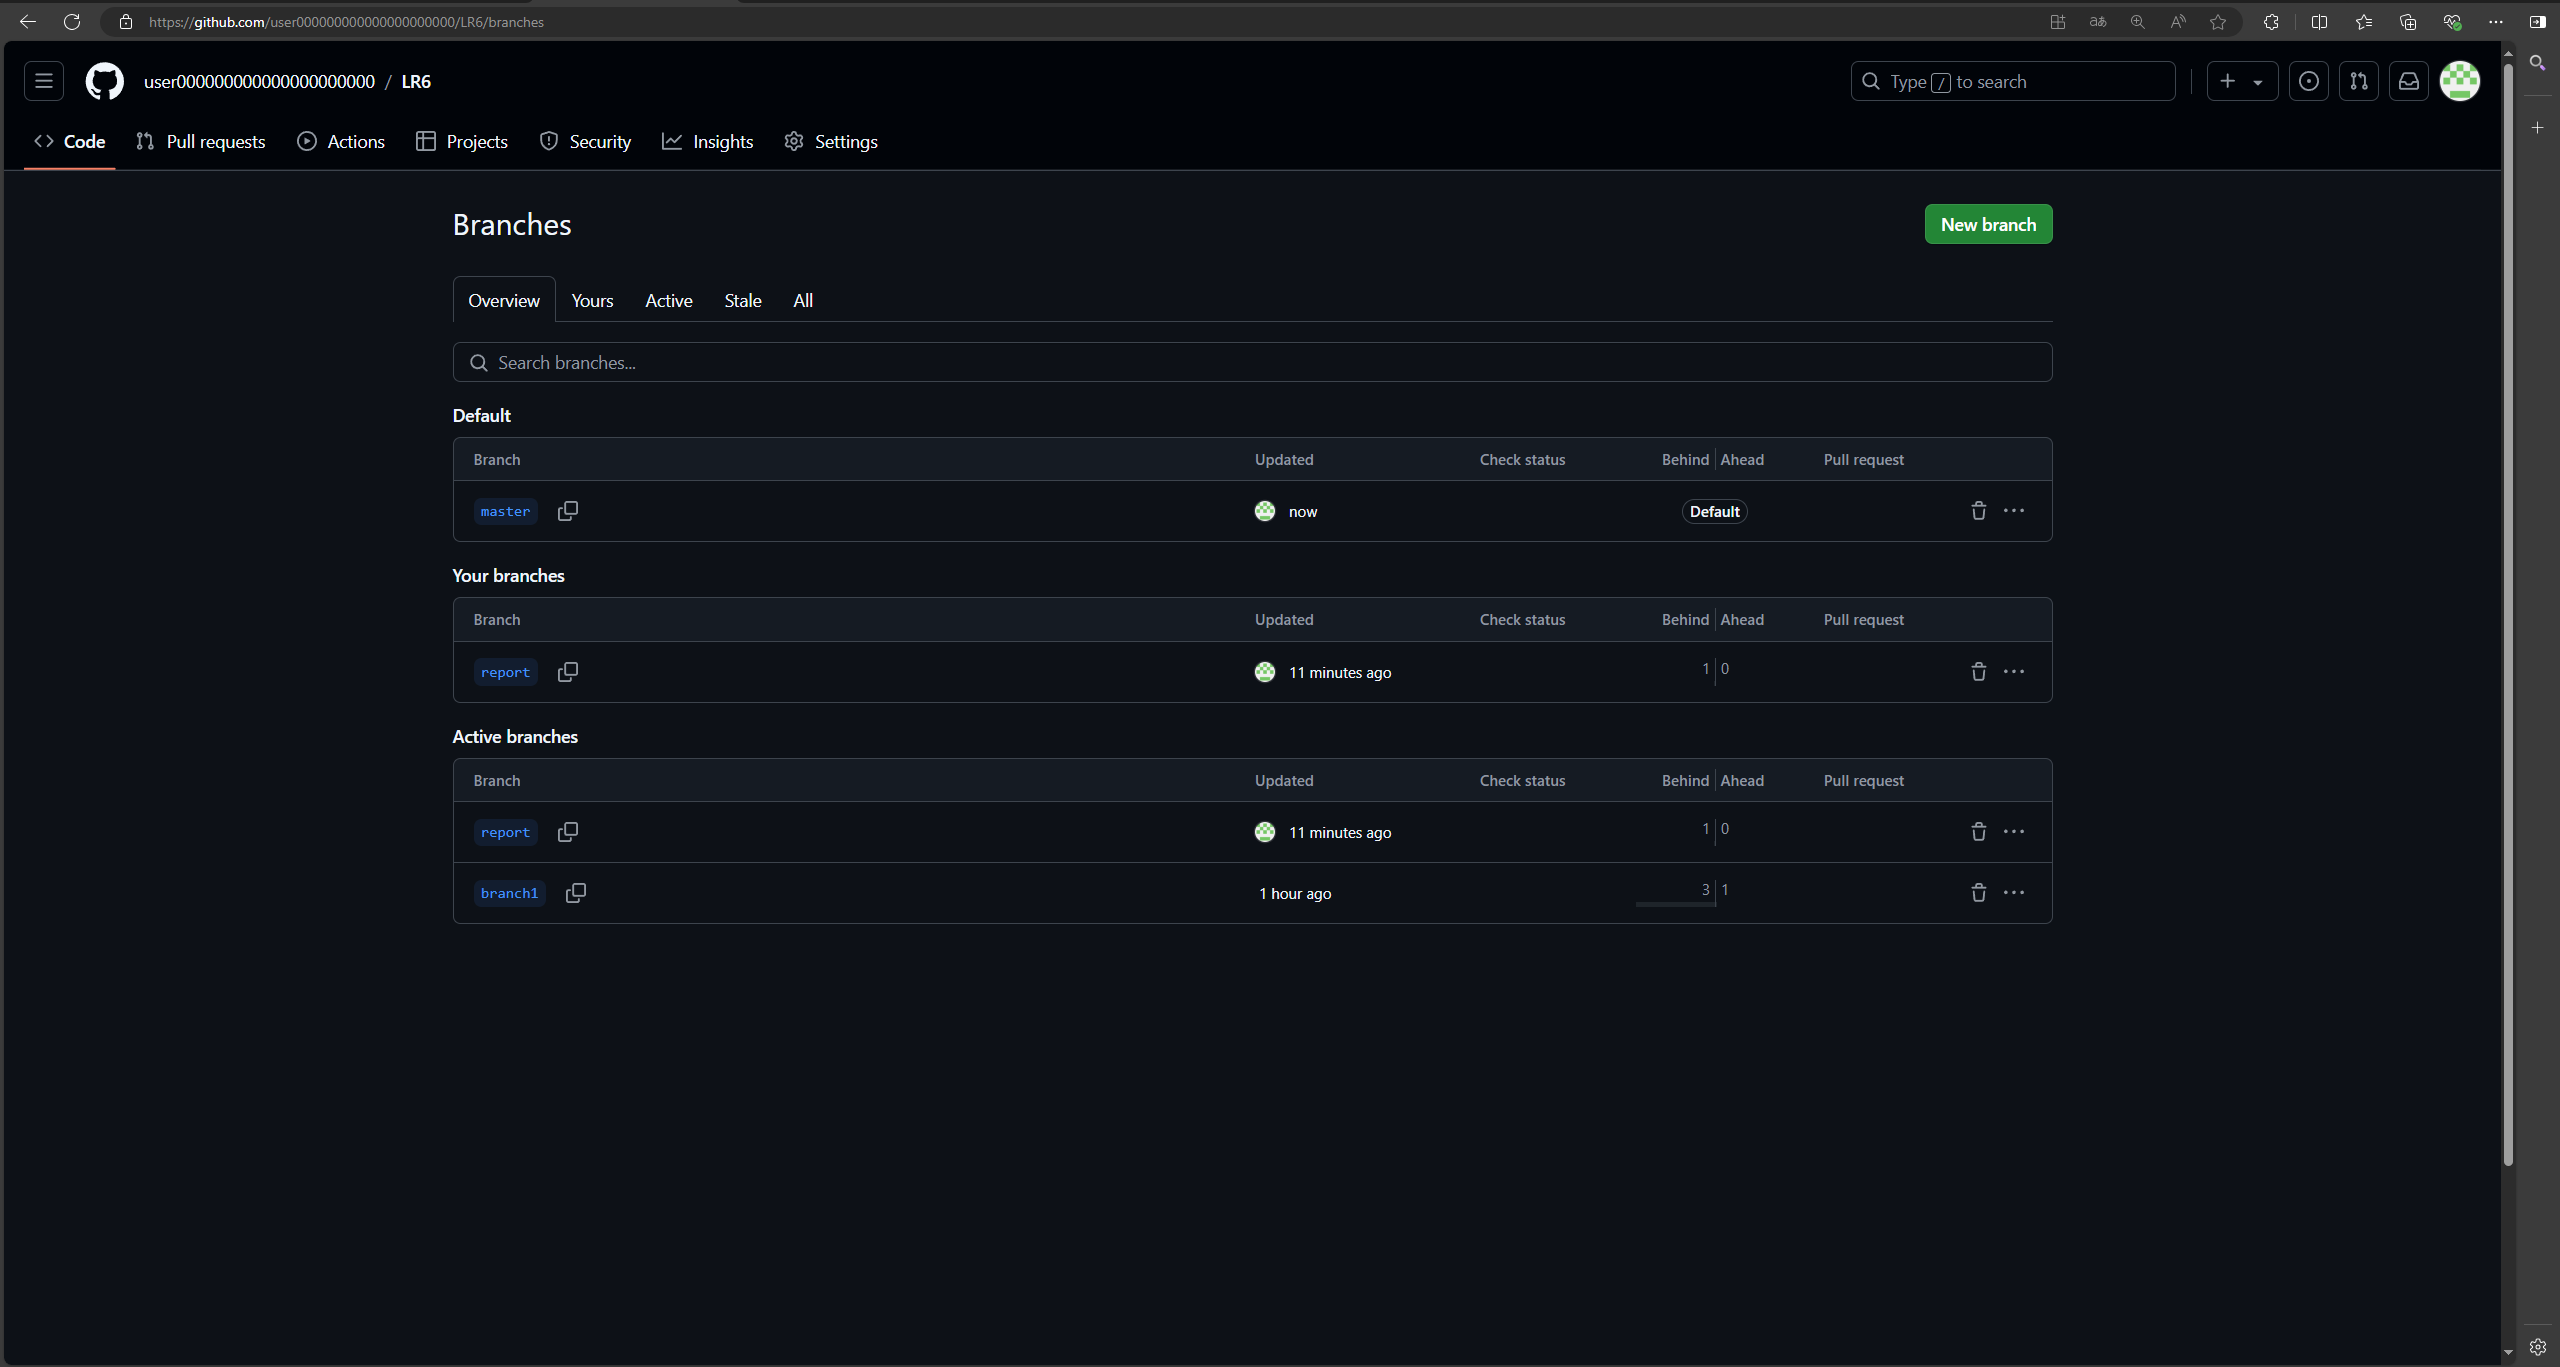 https://github.com/user000000000000000000000/LR6/branches
user000000000000000000000 / LR6
Type / to search
Code Pull requests Actions Projects Security Insights Settings
Branches
New branch
Overview Yours Active Stale All
Search branches...
Default
Branch Updated Check status Behind Ahead Pull request
master now Default
Your branches
Branch Updated Check status Behind Ahead Pull request
report 11 minutes ago 1 0
Active branches
Branch Updated Check status Behind Ahead Pull request
report 11 minutes ago 1 0
branch1 1 hour ago 3 1